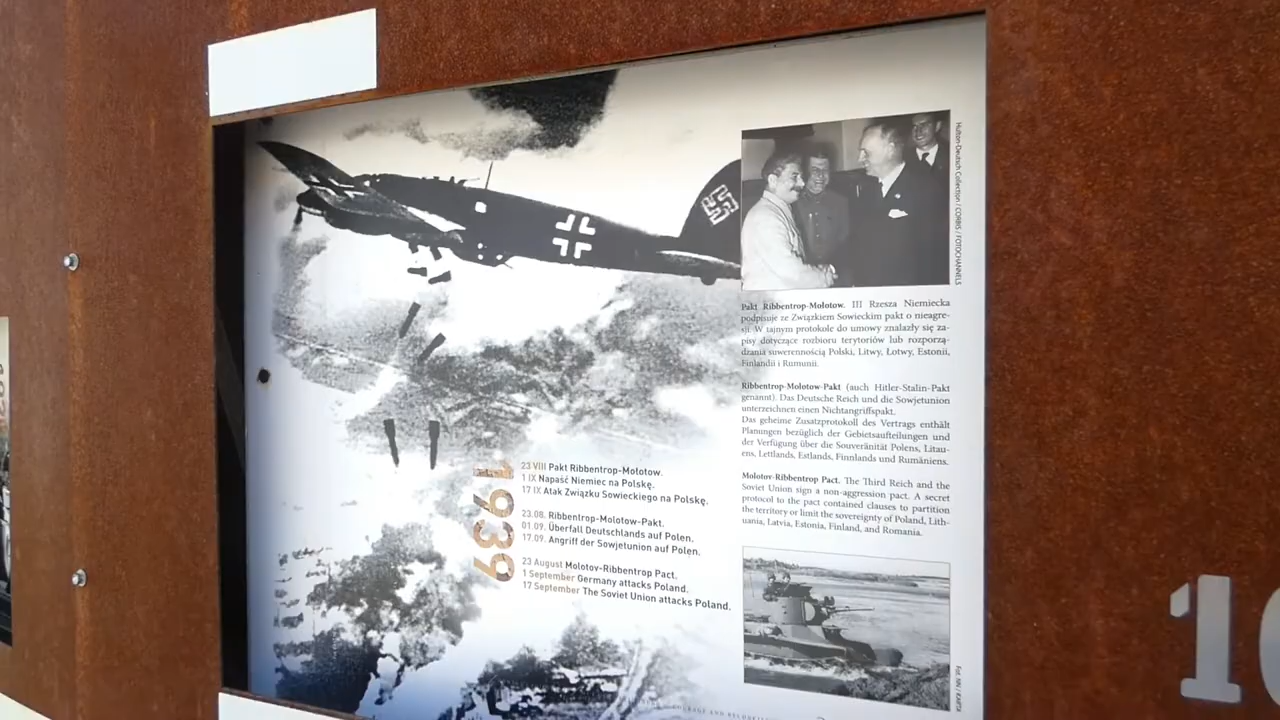 Hulton-Deutsch Collection / CORBIS / FOTOCHANNELS
Pakt Ribbentrop-Mołotow. III Rzesza Niemiecka
podpisuje ze Związkiem Sowieckim pakt o nieagre-
sji. W tajnym protokole do umowy znalazły się za-
pisy dotyczące rozbioru terytoriów lub rozporzą-
dzania suwerennością Polski, Litwy, Łotwy, Estonii,
Finlandii i Rumunii.
Ribbentrop-Molotow-Pakt (auch Hitler-Stalin-Pakt
genannt). Das Deutsche Reich und die Sowjetunion
unterzeichnen einen Nichtangriffspakt.
Das geheime Zusatzprotokoll des Vertrags enthält
Planungen bezüglich der Gebietsaufteilungen und
der Verfügung über die Souveränität Polens, Litau-
ens, Lettlands, Estlands, Finnlands und Rumäniens.
Molotov-Ribbentrop Pact. The Third Reich and the
Soviet Union sign a non-aggression pact. A secret
protocol to the pact contained clauses to partition
the territory or limit the sovereignty of Poland, Lith-
uania, Latvia, Estonia, Finland, and Romania.
1939
23 VIII Pakt Ribbentrop-Mołotow.
1 IX Napaść Niemiec na Polskę.
17 IX Atak Związku Sowieckiego na Polskę.
23.08. Ribbentrop-Molotow-Pakt.
01.09. Überfall Deutschlands auf Polen.
17.09. Angriff der Sowjetunion auf Polen.
23 August Molotov-Ribbentrop Pact.
1 September Germany attacks Poland.
17 September The Soviet Union attacks Poland.
Fot. NN / KARTA